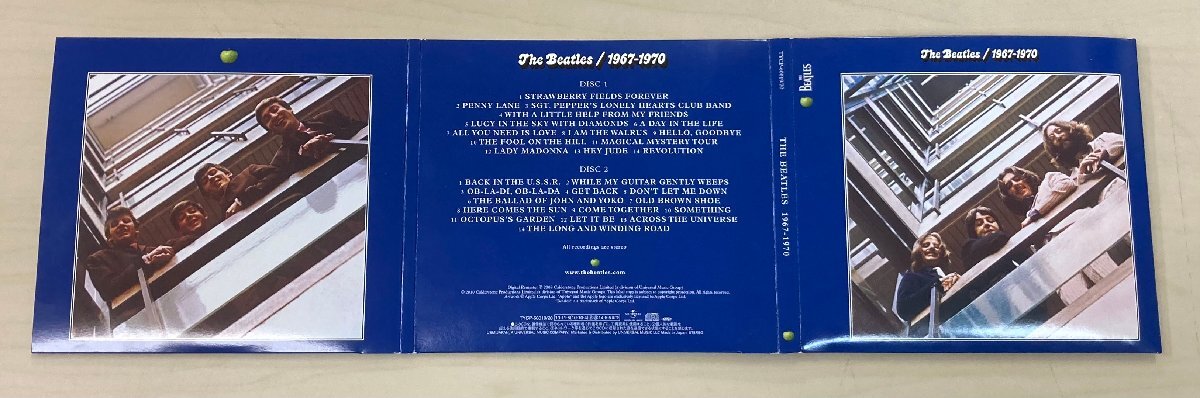 The Beatles / 1967-1970
DISC 1
1 STRAWBERRY FIELDS FOREVER
2 PENNY LANE 3 SGT. PEPPER'S LONELY HEARTS CLUB BAND
4 WITH A LITTLE HELP FROM MY FRIENDS
5 LUCY IN THE SKY WITH DIAMONDS 6 A DAY IN THE LIFE
7 ALL YOU NEED IS LOVE 8 I AM THE WALRUS 9 HELLO, GOODBYE
10 THE FOOL ON THE HILL 11 MAGICAL MYSTERY TOUR
12 LADY MADONNA 13 HEY JUDE 14 REVOLUTION
DISC 2
1 BACK IN THE U.S.S.R. 2 WHILE MY GUITAR GENTLY WEEPS
3 OB-LA-DI, OB-LA-DA 4 GET BACK 5 DON'T LET ME DOWN
6 THE BALLAD OF JOHN AND YOKO 7 OLD BROWN SHOE
8 HERE COMES THE SUN 9 COME TOGETHER 10 SOMETHING
11 OCTOPUS'S GARDEN 12 LET IT BE 13 ACROSS THE UNIVERSE
14 THE LONG AND WINDING ROAD
All recordings are stereo
www.thebeatles.com
THE BEATLES
THE BEATLES 1967-1970
The Beatles / 1967-1970